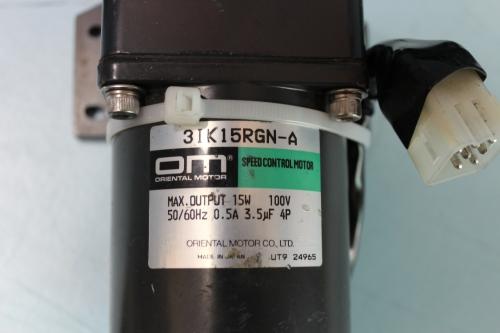 3IK15RGN-A
om®
ORIENTAL MOTOR
SPEED CONTROL MOTOR
MAX.OUTPUT 15W 100V
50/60Hz 0.5A 3.5µF 4P
ORIENTAL MOTOR CO., LTD.
MADE IN JAPAN
UT9 24965